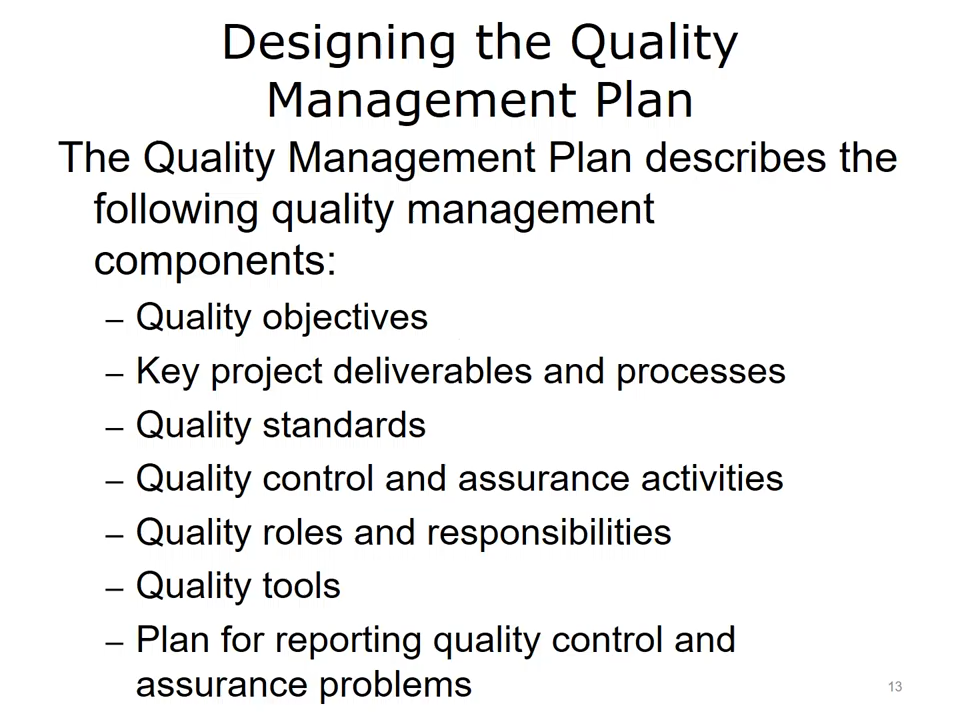 Designing the Quality
Management Plan
The Quality Management Plan describes the
following quality management
components:
– Quality objectives
– Key project deliverables and processes
– Quality standards
– Quality control and assurance activities
– Quality roles and responsibilities
– Quality tools
– Plan for reporting quality control and
assurance problems
13